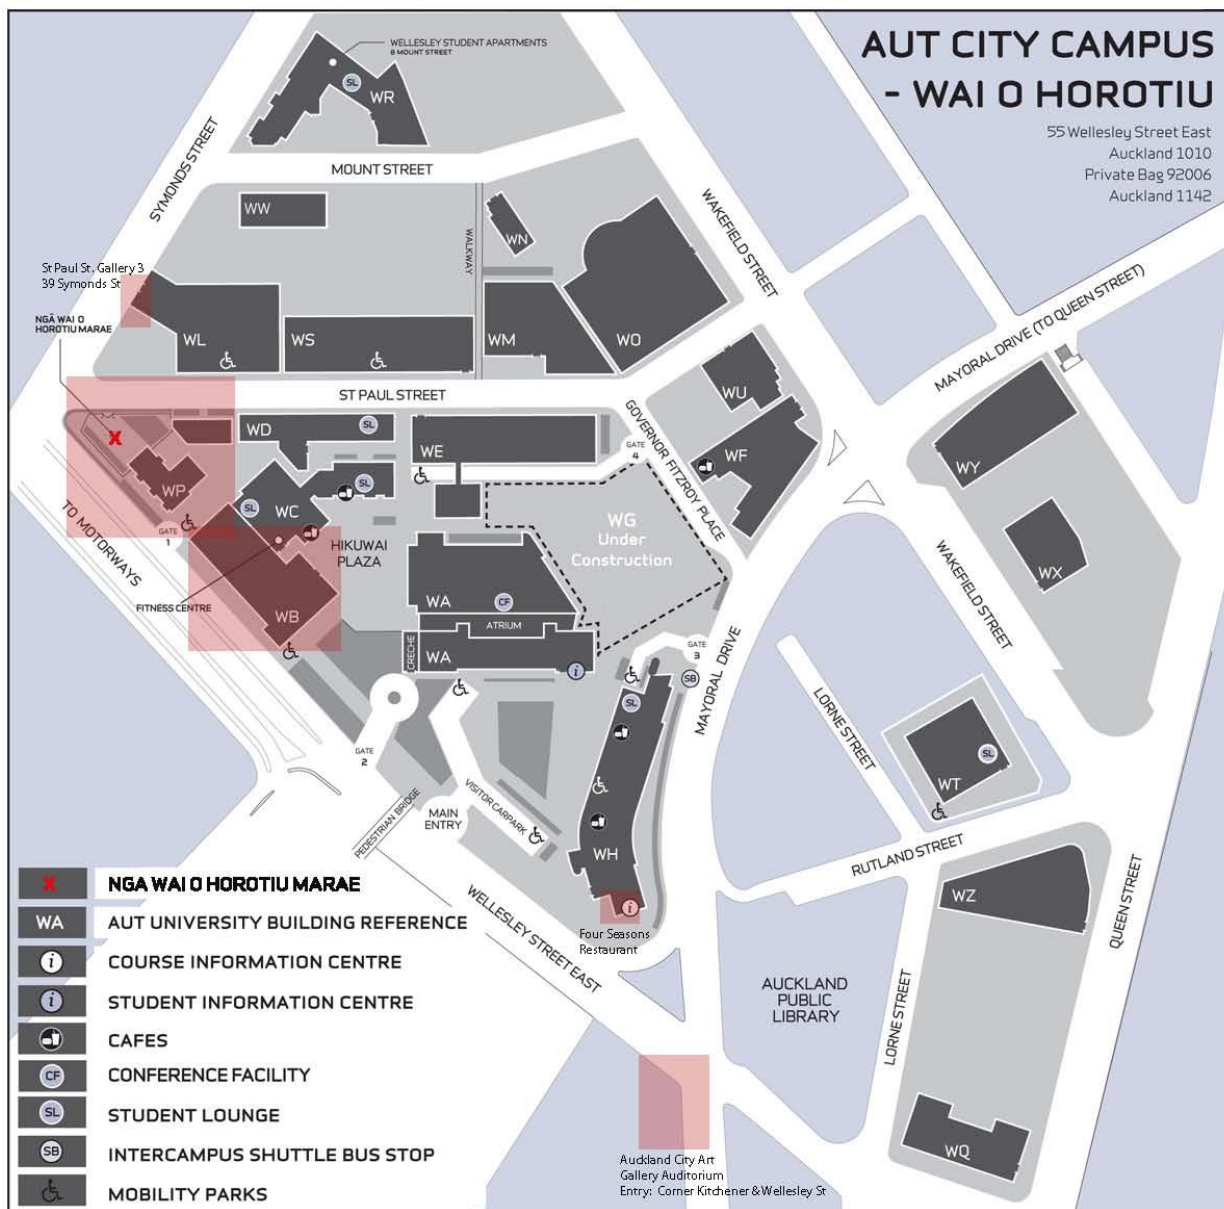 AUT CITY CAMPUS
- WAI O HOROTIU
55 Wellesley Street East
Auckland 1010
Private Bag 92006
Auckland 1142
WELLESLEY STUDENT APARTMENTS
8 MOUNT STREET
SL
WR
SYMONDS STREET
MOUNT STREET
WW
WALKWAY
WN
WAKEFIELD STREET
St Paul St. Gallery 3
39 Symonds St
NGĀ WAI O
HOROTIU MARAE
WL
WS
WM
WO
MAYORAL DRIVE (TO QUEEN STREET)
ST PAUL STREET
WU
GOVERNOR FITZROY PLACE
X
WD
SL
WE
GATE
4
WF
WY
WP
SL
WC
SL
GATE
1
TO MOTORWAYS
HIKUWAI
PLAZA
WG
Under
Construction
WAKEFIELD STREET
WX
FITNESS CENTRE
WB
WA
CF
ATRIUM
CRECHE
WA
i
GATE
3
SB
SL
MAYORAL DRIVE
LORNE STREET
WT
SL
GATE
2
PEDESTRIAN BRIDGE
MAIN
ENTRY
VISITOR CARPARK
WH
RUTLAND STREET
WZ
QUEEN STREET
WELLESLEY STREET EAST
i
Four Seasons
Restaurant
AUCKLAND
PUBLIC
LIBRARY
LORNE STREET
WQ
Auckland City Art
Gallery Auditorium
Entry: Corner Kitchener & Wellesley St
X NGA WAI O HOROTIU MARAE
WA AUT UNIVERSITY BUILDING REFERENCE
i COURSE INFORMATION CENTRE
i STUDENT INFORMATION CENTRE
CAFES
CF CONFERENCE FACILITY
SL STUDENT LOUNGE
SB INTERCAMPUS SHUTTLE BUS STOP
MOBILITY PARKS